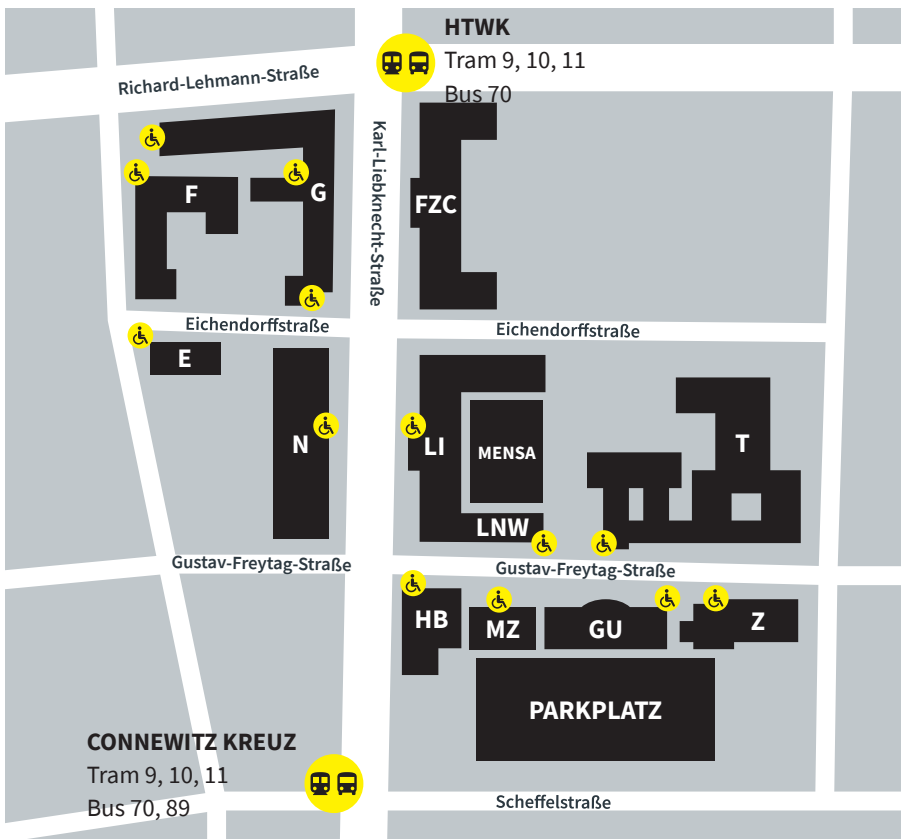 HTWK
Tram 9, 10, 11
Bus 70
Richard-Lehmann-Straße
Karl-Liebknecht-Straße
F
G
FZC
Eichendorffstraße
Eichendorffstraße
E
N
LI
MENSA
T
LNW
Gustav-Freytag-Straße
Gustav-Freytag-Straße
HB
MZ
GU
Z
PARKPLATZ
CONNEWITZ KREUZ
Tram 9, 10, 11
Bus 70, 89
Scheffelstraße